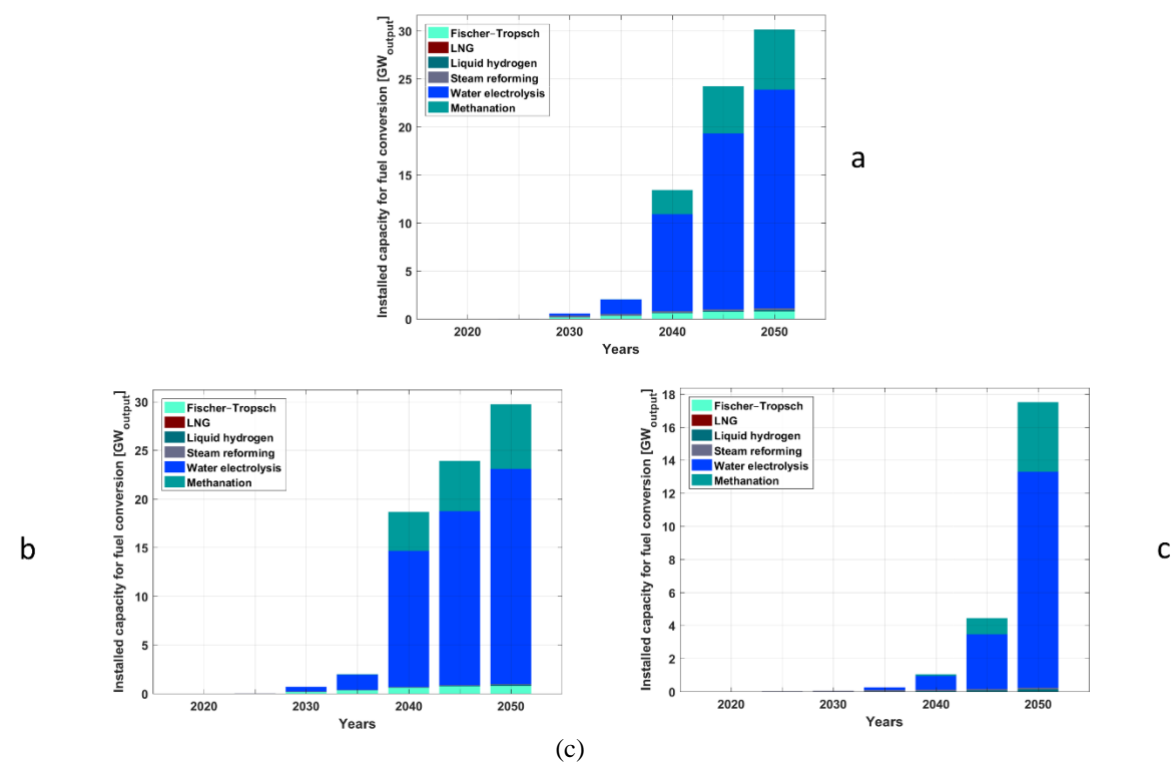 Installed capacity for fuel conversion [GWoutput]
30
25
20
15
10
5
0
Fischer-Tropsch
LNG
Liquid hydrogen
Steam reforming
Water electrolysis
Methanation
2020 2030 2040 2050
Years
a
b
Installed capacity for fuel conversion [GWoutput]
30
25
20
15
10
5
0
Fischer-Tropsch
LNG
Liquid hydrogen
Steam reforming
Water electrolysis
Methanation
2020 2030 2040 2050
Years
Installed capacity for fuel conversion [GWoutput]
18
16
14
12
10
8
6
4
2
0
Fischer-Tropsch
LNG
Liquid hydrogen
Steam reforming
Water electrolysis
Methanation
2020 2030 2040 2050
Years
c
(c)